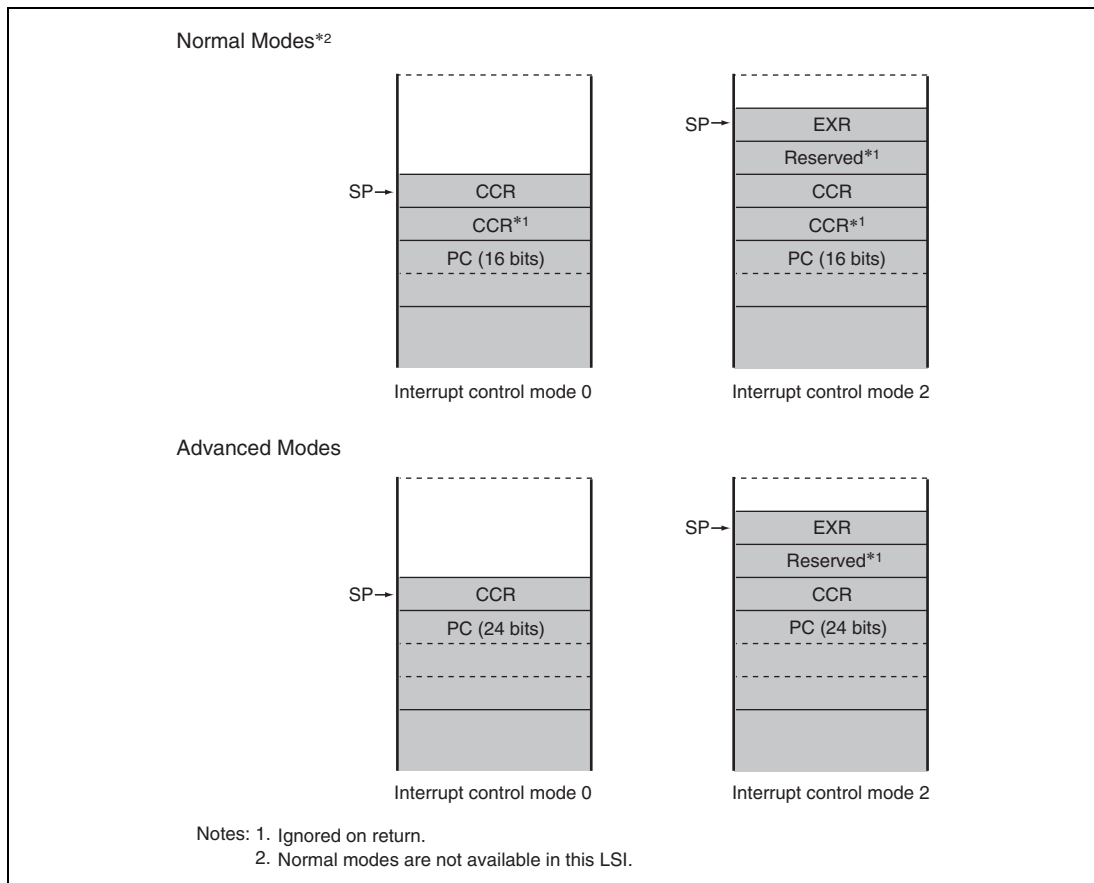 Normal Modes*2
SP→
CCR
CCR*1
PC (16 bits)
Interrupt control mode 0
SP→
EXR
Reserved*1
CCR
CCR*1
PC (16 bits)
Interrupt control mode 2
Advanced Modes
SP→
CCR
PC (24 bits)
Interrupt control mode 0
SP→
EXR
Reserved*1
CCR
PC (24 bits)
Interrupt control mode 2
Notes: 1. Ignored on return.
2. Normal modes are not available in this LSI.